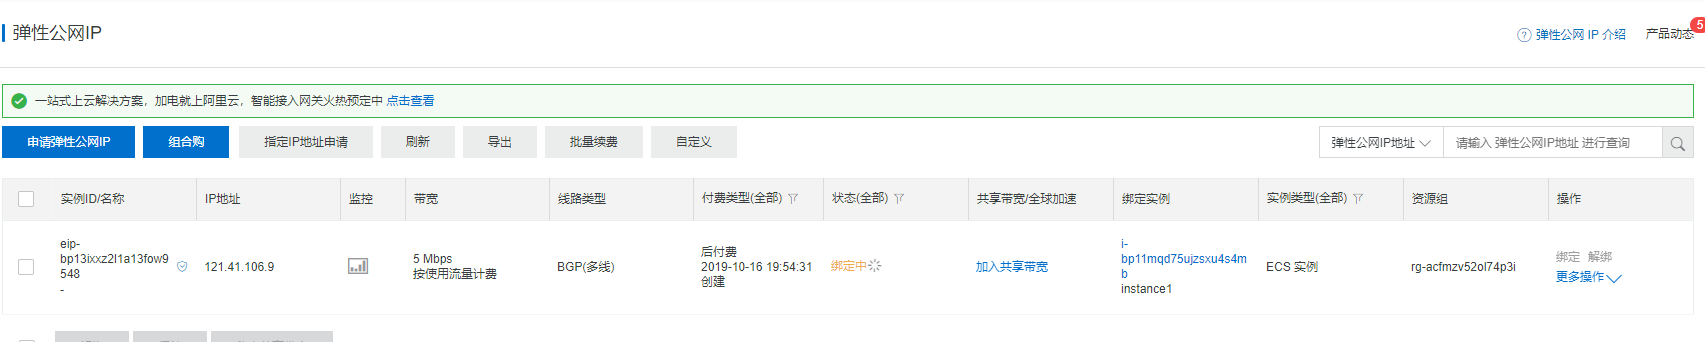 弹性公网IP
弹性公网 IP 介绍
产品动态
5
一站式上云解决方案，加电就上阿里云，智能接入网关火热预定中 点击查看
申请弹性公网IP
组合购
指定IP地址申请
刷新
导出
批量续费
自定义
弹性公网IP地址
请输入 弹性公网IP地址 进行查询
实例ID/名称
IP地址
监控
带宽
线路类型
付费类型(全部)
状态(全部)
共享带宽/全球加速
绑定实例
实例类型(全部)
资源组
操作
eip-
bp13ixxz2l1a13fow9
548
-
121.41.106.9
5 Mbps
按使用流量计费
BGP(多线)
后付费
2019-10-16 19:54:31
创建
绑定中
加入共享带宽
i-
bp11mqd75ujzsxu4s4m
b
instance1
ECS 实例
rg-acfmzv52ol74p3i
绑定 解绑
更多操作